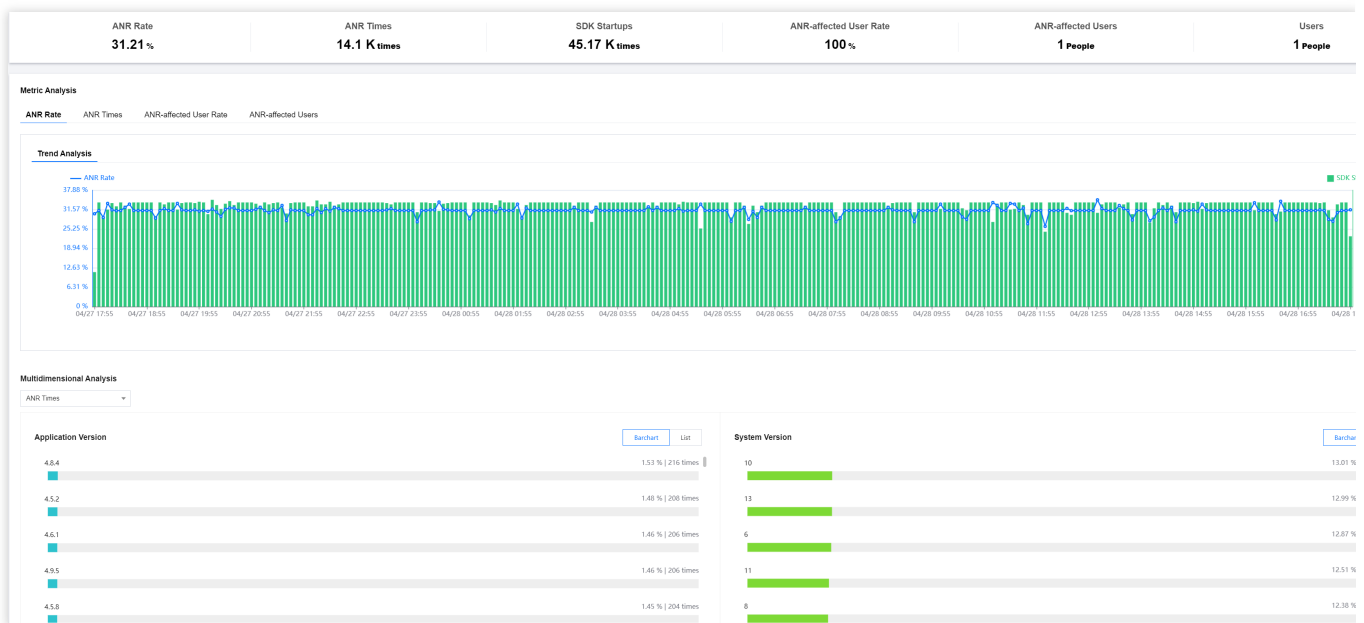 ANR Rate ANR Times SDK Startups ANR-affected User Rate ANR-affected Users Users
31.21 % 14.1 K times 45.17 K times 100 % 1 People 1 People
Metric Analysis
ANR Rate ANR Times ANR-affected User Rate ANR-affected Users
Trend Analysis
ANR Rate SDK S
37.88 %
31.57 %
25.25 %
18.94 %
12.63 %
6.31 %
0 %
04/27 17:55 04/27 18:55 04/27 19:55 04/27 20:55 04/27 21:55 04/27 22:55 04/27 23:55 04/28 00:55 04/28 01:55 04/28 02:55 04/28 03:55 04/28 04:55 04/28 05:55 04/28 06:55 04/28 07:55 04/28 08:55 04/28 09:55 04/28 10:55 04/28 11:55 04/28 12:55 04/28 13:55 04/28 14:55 04/28 15:55 04/28 16:55 04/28 1
Multidimensional Analysis
ANR Times
Application Version Barchart List System Version Barchar
4.8.4 1.53 % | 216 times 10 13.01 %
4.5.2 1.48 % | 208 times 13 12.99 %
4.6.1 1.46 % | 206 times 6 12.87 %
4.9.5 1.46 % | 206 times 11 12.51 %
4.5.8 1.45 % | 204 times 8 12.38 %